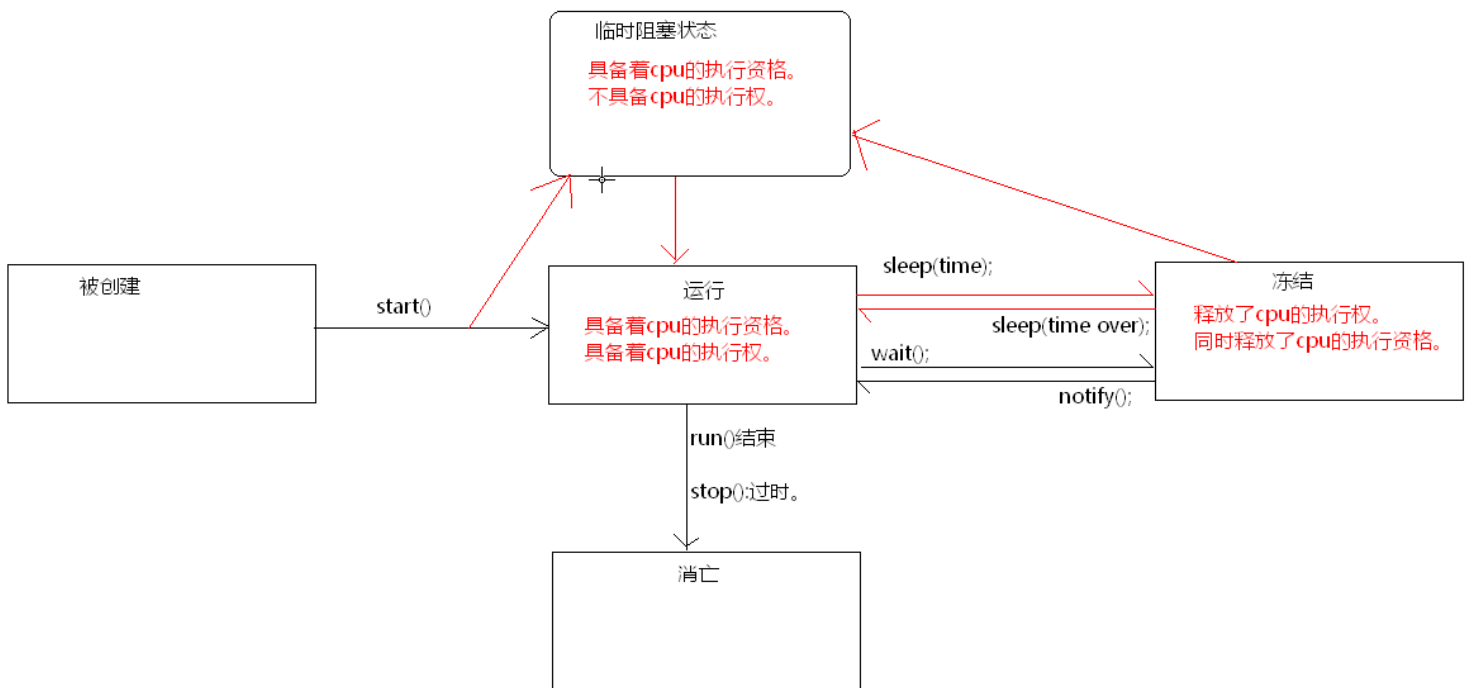 临时阻塞状态
具备着cpu的执行资格。
不具备cpu的执行权。
被创建
start()
运行
具备着cpu的执行资格。
具备着cpu的执行权。
sleep(time);
sleep(time over);
wait();
notify();
冻结
释放了cpu的执行权。
同时释放了cpu的执行资格。
run()结束
stop():过时。
消亡